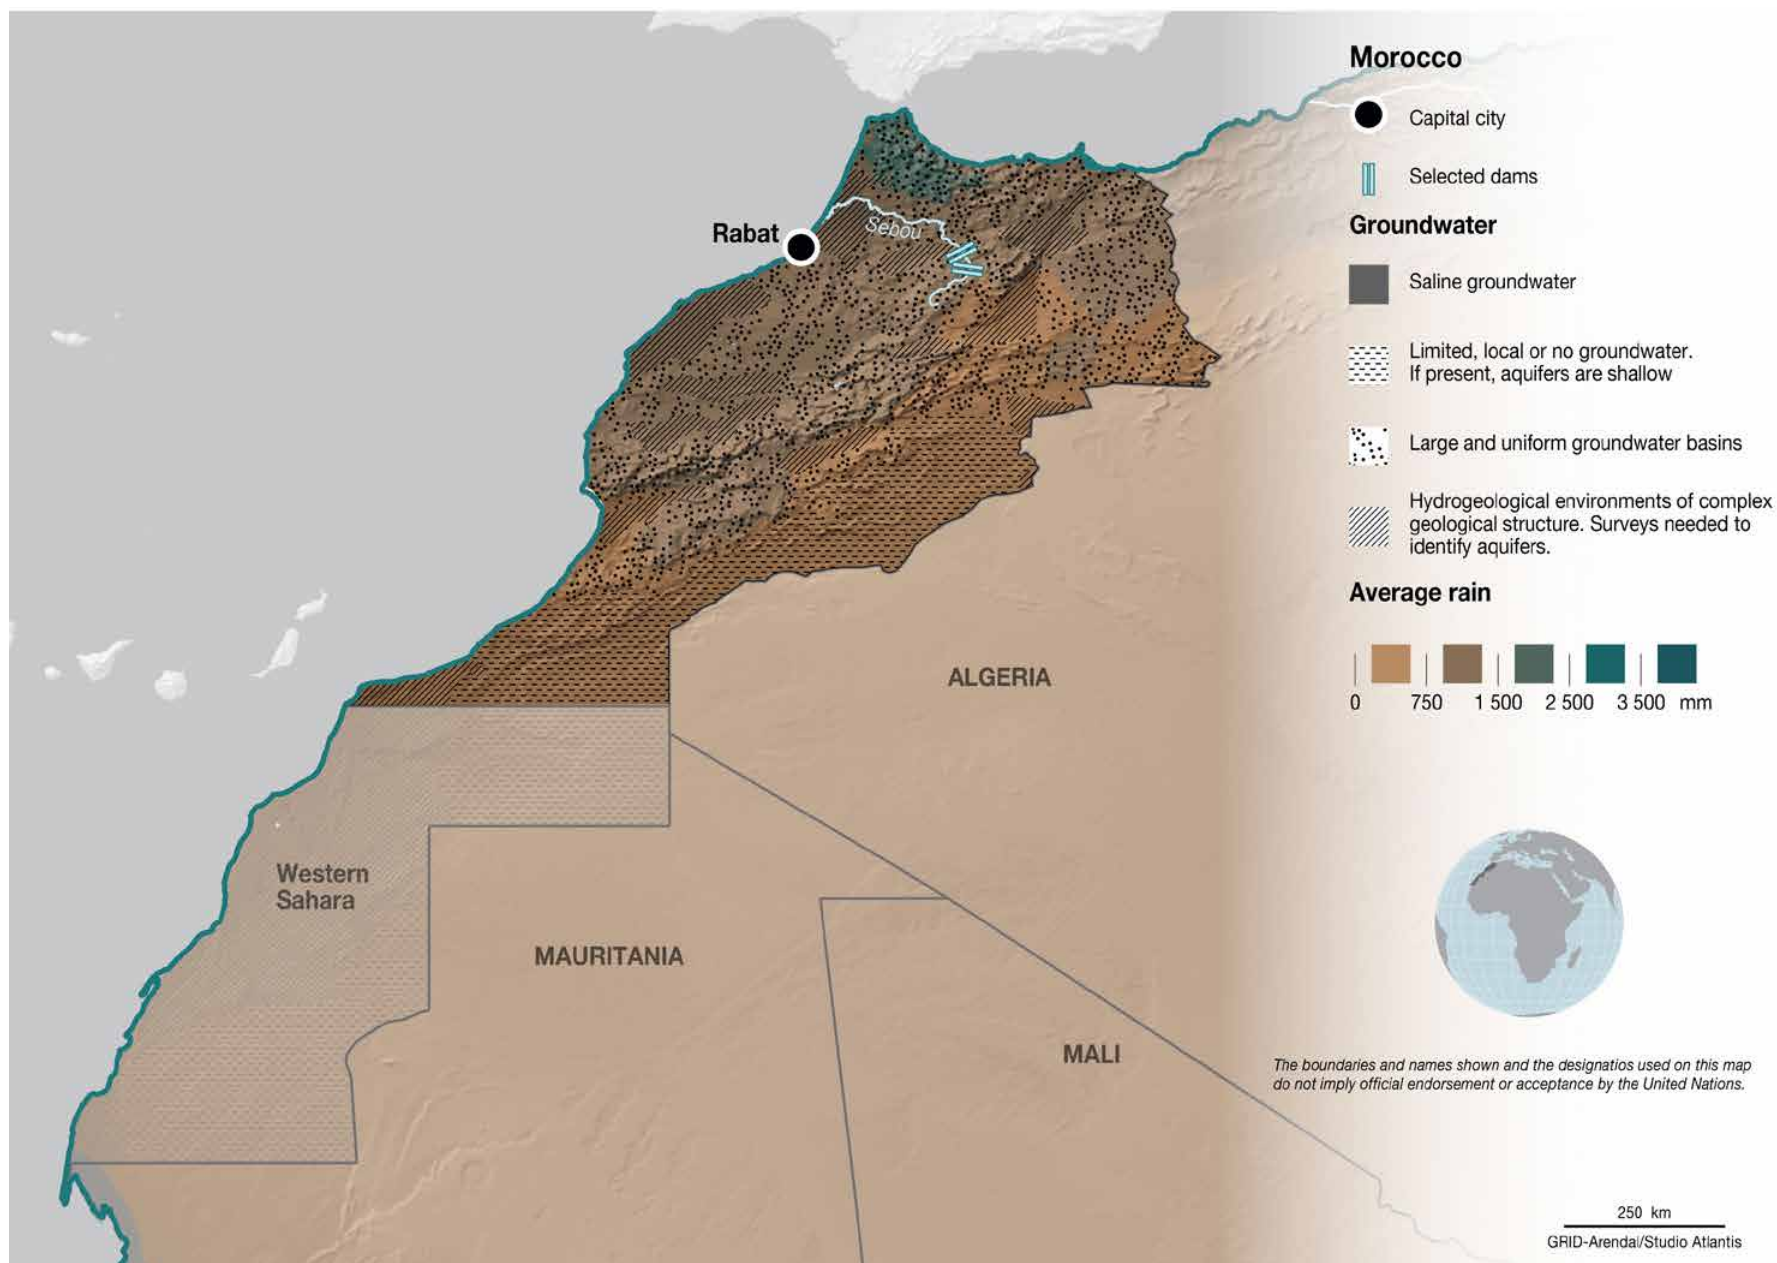 Morocco
Capital city
Selected dams
Groundwater
Saline groundwater
Limited, local or no groundwater.
If present, aquifers are shallow
Large and uniform groundwater basins
Hydrogeological environments of complex
geological structure. Surveys needed to
identify aquifers.
Average rain
0 750 1 500 2 500 3 500 mm
Rabat
Sebou
ALGERIA
Western
Sahara
MAURITANIA
MALI
The boundaries and names shown and the designatios used on this map
do not imply official endorsement or acceptance by the United Nations.
250 km
GRID-Arendal/Studio Atlantis